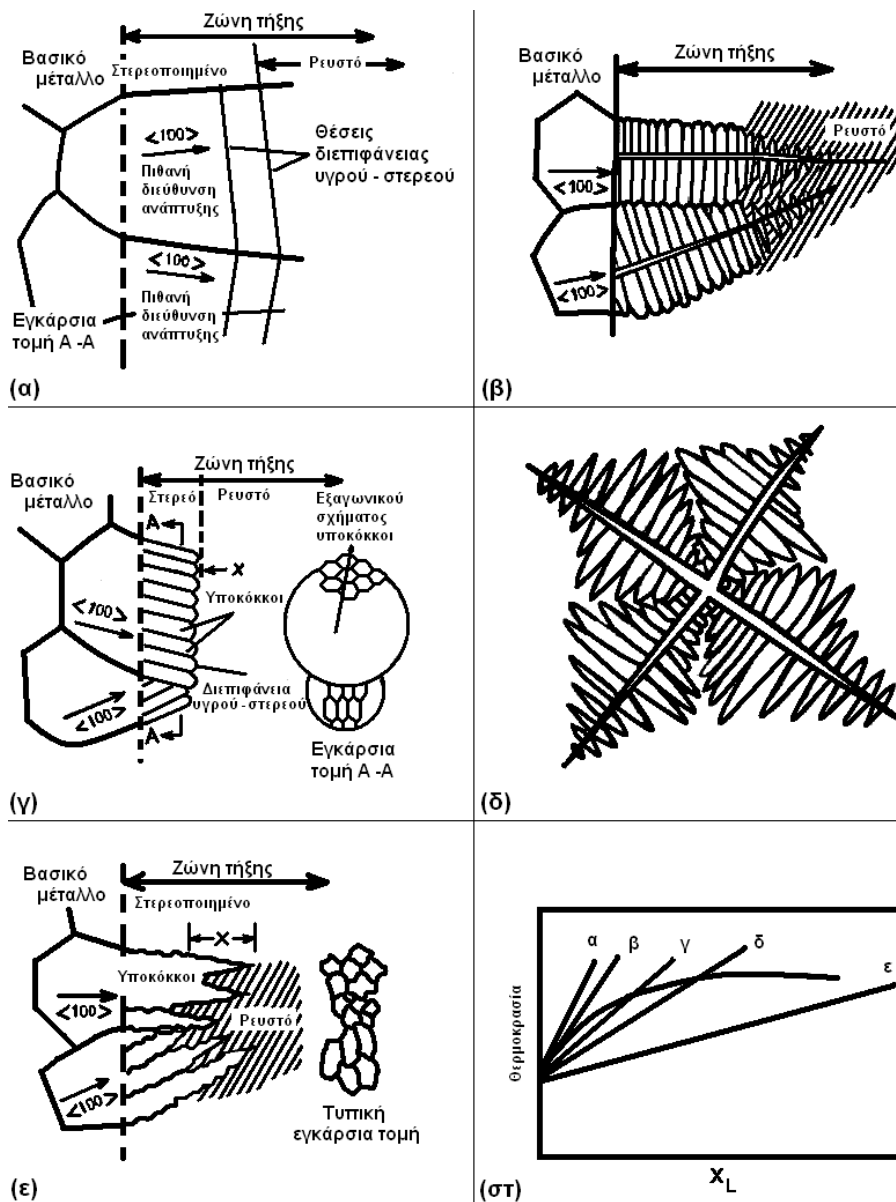 Ζώνη τήξης
Βασικό
μέταλλο
Στερεοποιημένο
Ρευστό
<100>
Πιθανή
διεύθυνση
ανάπτυξης
Θέσεις
διεπιφάνειας
υγρού - στερεού
<100>
Πιθανή
διεύθυνση
ανάπτυξης
Εγκάρσια
τομή Α -Α
(α)
Βασικό
μέταλλο
Ζώνη τήξης
Ρευστό
<100>
<100>
(β)
Ζώνη τήξης
Βασικό
μέταλλο
Στερεό
Ρευστό
Α
x
Εξαγωνικού
σχήματος
υποκόκκοι
<100>
Υποκόκκοι
Διεπιφάνεια
υγρού -στερεού
<100>
Α
Εγκάρσια
τομή Α -Α
(γ)
(δ)
Ζώνη τήξης
Βασικό
μέταλλο
Στερεοποιημένο
x
Υποκόκκοι
<100>
Ρευστό
<100>
Τυπική
εγκάρσια τομή
(ε)
α
β
γ
δ
ε
Θερμοκρασία
XL
(στ)